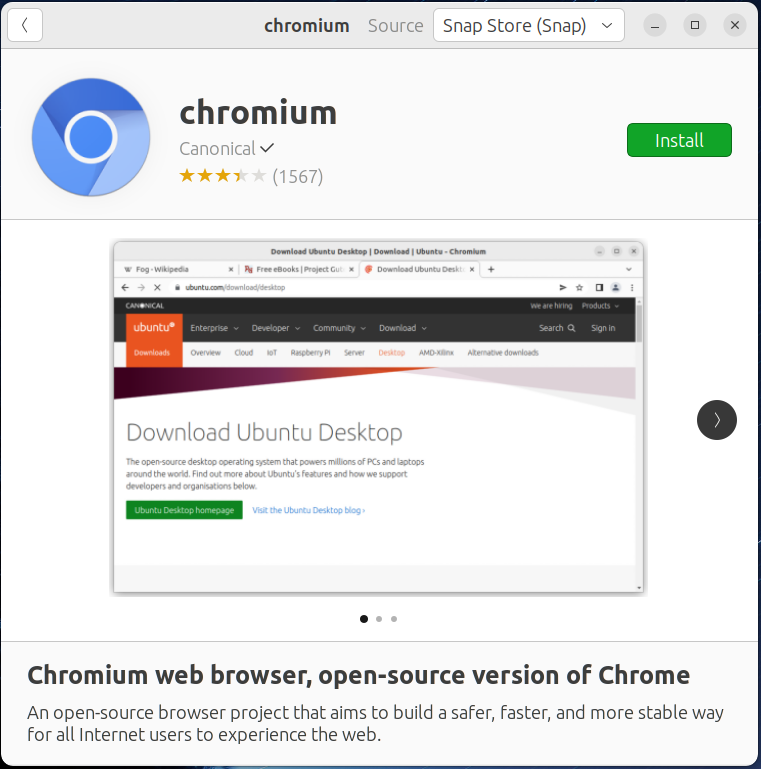 chromium Source Snap Store (Snap)
chromium
Canonical
(1567)
Install
Download Ubuntu Desktop | Download | Ubuntu - Chromium
Fog - Wikipedia
Free eBooks | Project Gut
Download Ubuntu Deskt
ubuntu.com/download/desktop
CANONICAL We are hiring Products
ubuntu Enterprise Developer Community Download Search Sign in
Downloads Overview Cloud IoT Raspberry Pi Server Desktop AMD-Xilinx Alternative downloads
Download Ubuntu Desktop
The open-source desktop operating system that powers millions of PCs and laptops
around the world. Find out more about Ubuntu's features and how we support
developers and organisations below.
Ubuntu Desktop homepage Visit the Ubuntu Desktop blog ›
Chromium web browser, open-source version of Chrome
An open-source browser project that aims to build a safer, faster, and more stable way
for all Internet users to experience the web.